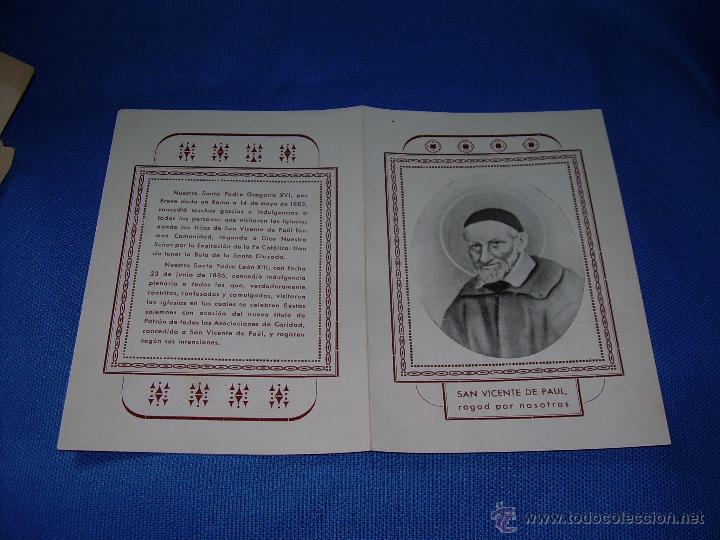 Nuestro Santo Padre Gregorio XVI, por
Breve dado en Roma a 14 de mayo de 1883,
concedió muchas gracias e indulgencias a
todas las personas que visitaren las iglesias
donde las Hijas de San Vicente de Paúl for-
men Comunidad, rogando a Dios Nuestro
Señor por la Exaltación de la Fe Católica. Han
de tener la Bula de la Santa Cruzada.
Nuestro Santo Padre León XIII, con fecha
23 de junio de 1885, concedió indulgencia
plenaria a todos los que, verdaderamente
contritos, confesados y comulgados, visitaren
las iglesias en las cuales se celebren fiestas
solemnes con ocasión del nuevo título de
Patrón de todas las Asociaciones de Caridad,
concedido a San Vicente de Paúl, y rogaren
según sus intenciones.
SAN VICENTE DE PAUL,
rogad por nosotros
todocoleccion
www.todocoleccion.net